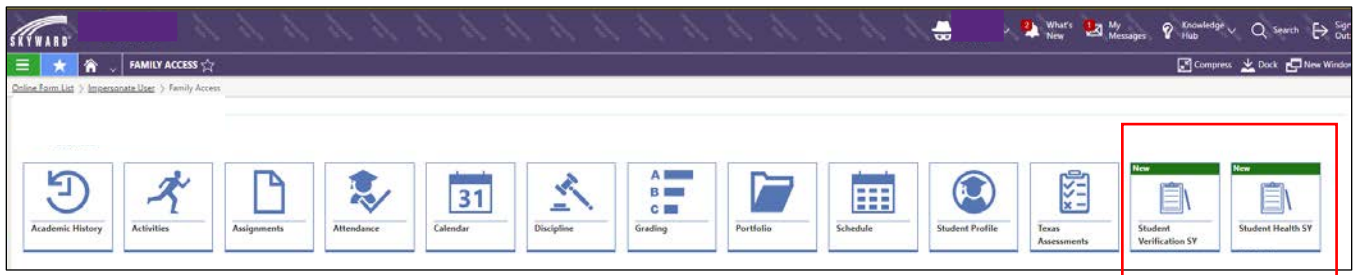 SKYWARD
2 What's New
1 My Messages
Knowledge Hub
Search
Sign Out
FAMILY ACCESS
Compress
Dock
New Window
Online Form List > Impersonate User > Family Access
Academic History
Activities
Assignments
Attendance
31
Calendar
Discipline
A
B
C
Grading
Portfolio
Schedule
Student Profile
Texas
Assessments
New
Student
Verification SY
New
Student Health SY